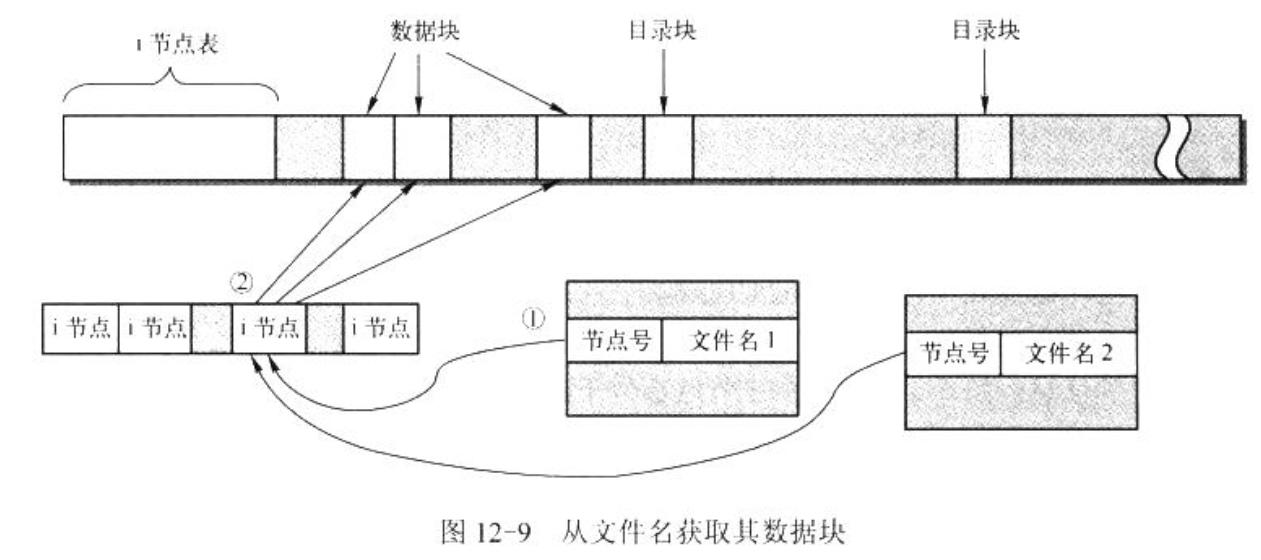 i 节点表
数据块
目录块
目录块
②
i 节点
i 节点
i 节点
i 节点
①
节点号
文件名 1
节点号
文件名 2
图 12-9 从文件名获取其数据块